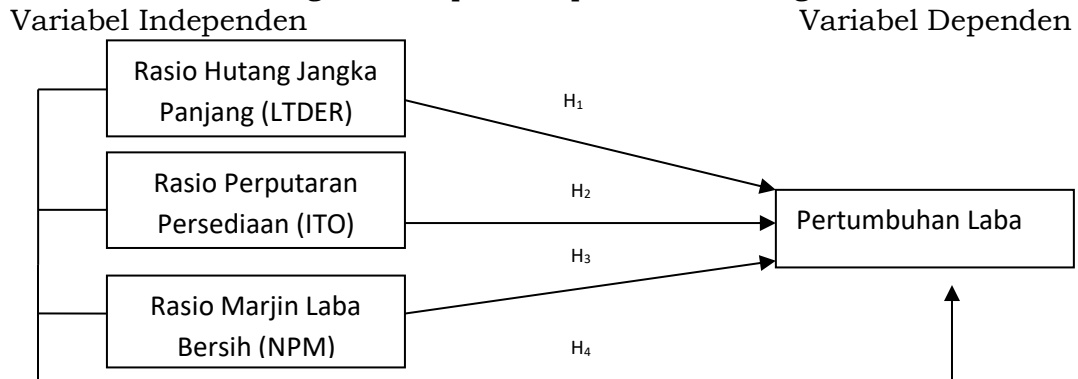 Variabel Independen
Variabel Dependen
Rasio Hutang Jangka
Panjang (LTDER)
H₁
Rasio Perputaran
Persediaan (ITO)
H₂
Pertumbuhan Laba
H₃
Rasio Marjin Laba
Bersih (NPM)
H₄